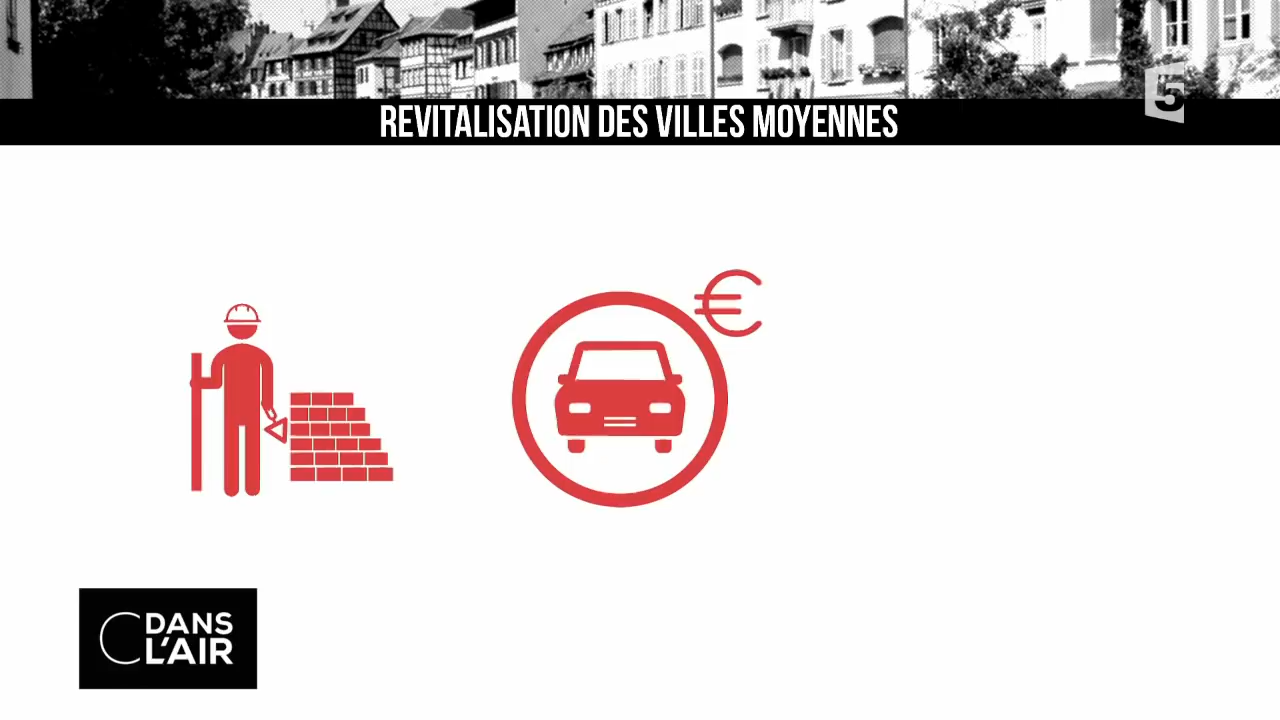 REVITALISATION DES VILLES MOYENNES
5
€
C DANS
L'AIR